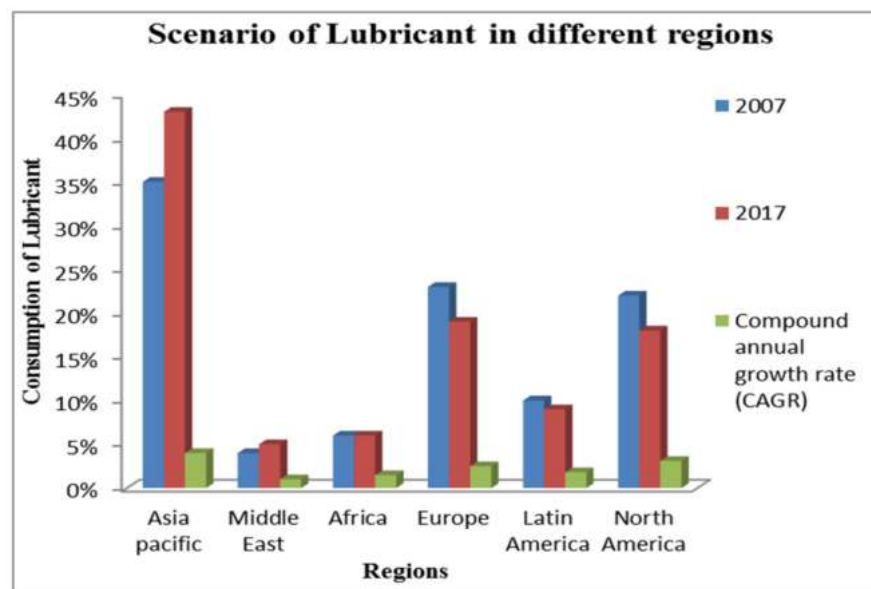 Scenario of Lubricant in different regions
Consumption of Lubricant
45%
40%
35%
30%
25%
20%
15%
10%
5%
0%
Asia
pacific
Middle
East
Africa
Europe
Latin
America
North
America
Regions
2007
2017
Compound
annual
growth rate
(CAGR)